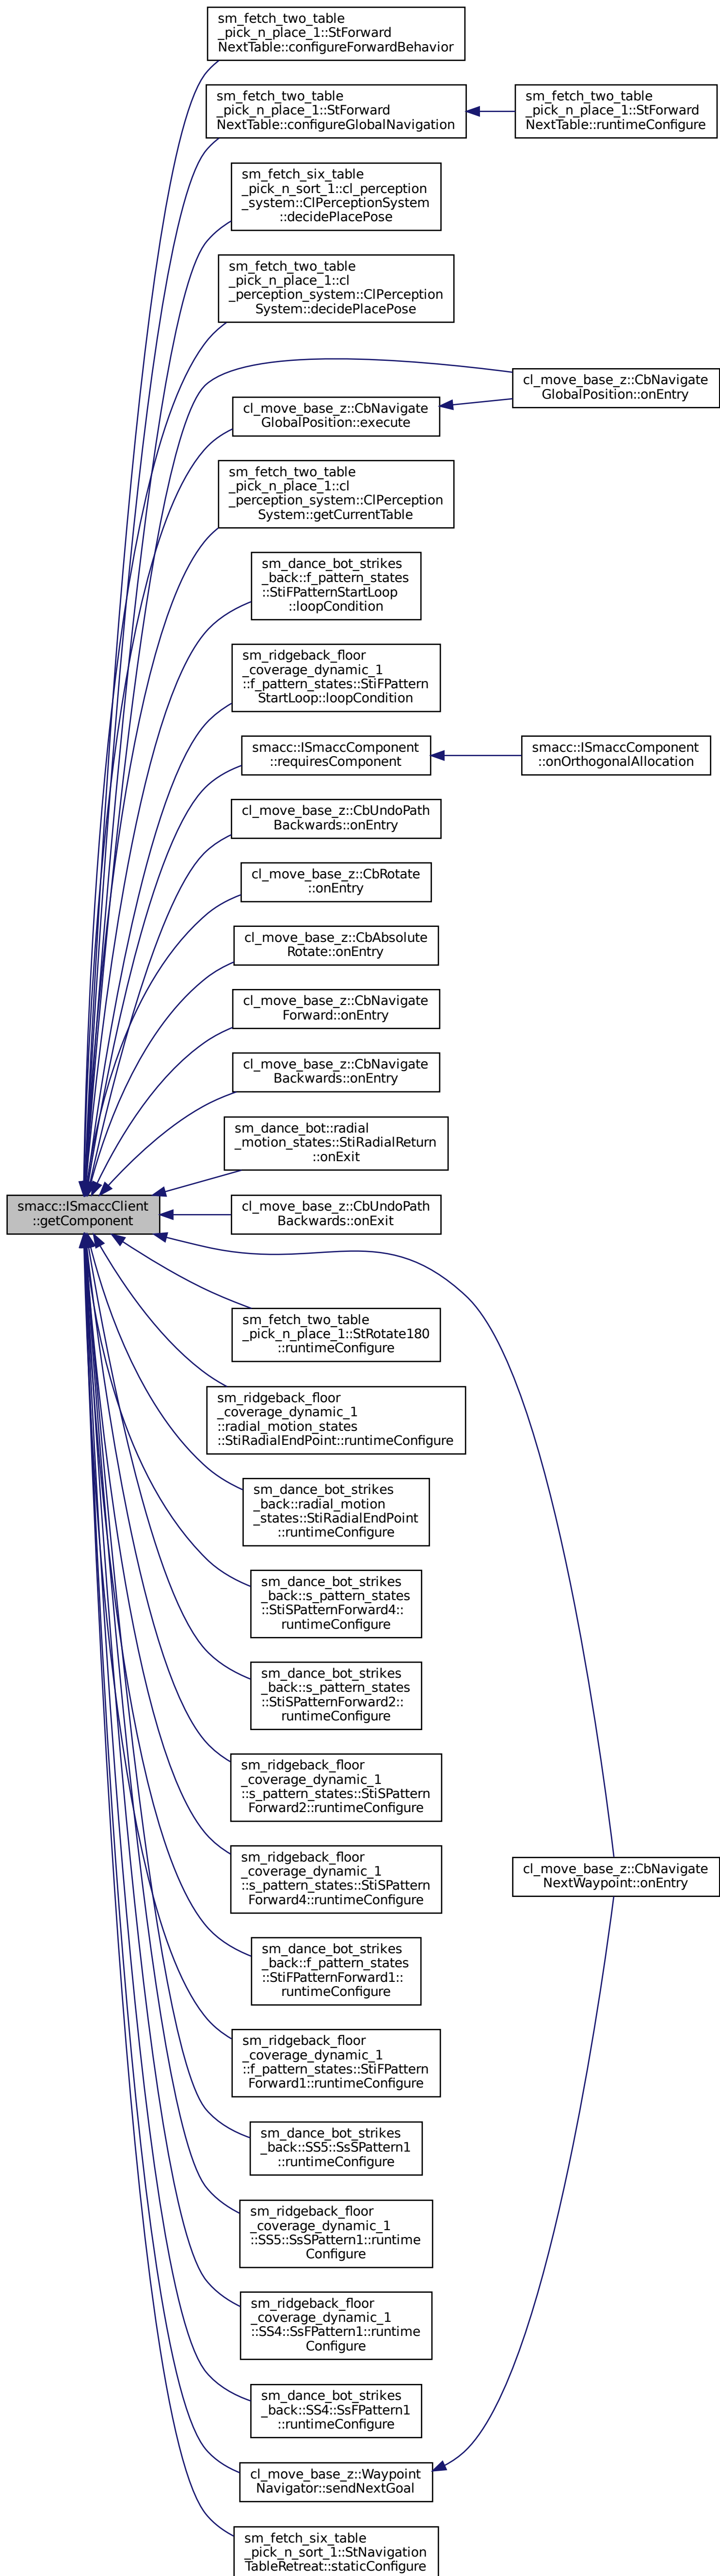 sm_fetch_two_table
_pick_n_place_1::StForward
NextTable::configureForwardBehavior
sm_fetch_two_table
_pick_n_place_1::StForward
NextTable::configureGlobalNavigation
sm_fetch_two_table
_pick_n_place_1::StForward
NextTable::runtimeConfigure
sm_fetch_six_table
_pick_n_sort_1::cl_perception
_system::ClPerceptionSystem
::decidePlacePose
sm_fetch_two_table
_pick_n_place_1::cl
_perception_system::ClPerception
System::decidePlacePose
cl_move_base_z::CbNavigate
GlobalPosition::onEntry
cl_move_base_z::CbNavigate
GlobalPosition::execute
sm_fetch_two_table
_pick_n_place_1::cl
_perception_system::ClPerception
System::getCurrentTable
sm_dance_bot_strikes
_back::f_pattern_states
::StiFPatternStartLoop
::loopCondition
sm_ridgeback_floor
_coverage_dynamic_1
::f_pattern_states::StiFPattern
StartLoop::loopCondition
smacc::ISmaccComponent
::requiresComponent
smacc::ISmaccComponent
::onOrthogonalAllocation
cl_move_base_z::CbUndoPath
Backwards::onEntry
cl_move_base_z::CbRotate
::onEntry
cl_move_base_z::CbAbsolute
Rotate::onEntry
cl_move_base_z::CbNavigate
Forward::onEntry
cl_move_base_z::CbNavigate
Backwards::onEntry
sm_dance_bot::radial
_motion_states::StiRadialReturn
::onExit
smacc::ISmaccClient
::getComponent
cl_move_base_z::CbUndoPath
Backwards::onExit
sm_fetch_two_table
_pick_n_place_1::StRotate180
::runtimeConfigure
sm_ridgeback_floor
_coverage_dynamic_1
::radial_motion_states
::StiRadialEndPoint::runtimeConfigure
sm_dance_bot_strikes
_back::radial_motion
_states::StiRadialEndPoint
::runtimeConfigure
sm_dance_bot_strikes
_back::s_pattern_states
::StiSPatternForward4::
runtimeConfigure
sm_dance_bot_strikes
_back::s_pattern_states
::StiSPatternForward2::
runtimeConfigure
sm_ridgeback_floor
_coverage_dynamic_1
::s_pattern_states::StiSPattern
Forward2::runtimeConfigure
sm_ridgeback_floor
_coverage_dynamic_1
::s_pattern_states::StiSPattern
Forward4::runtimeConfigure
cl_move_base_z::CbNavigate
NextWaypoint::onEntry
sm_dance_bot_strikes
_back::f_pattern_states
::StiFPatternForward1::
runtimeConfigure
sm_ridgeback_floor
_coverage_dynamic_1
::f_pattern_states::StiFPattern
Forward1::runtimeConfigure
sm_dance_bot_strikes
_back::SS5::SsSPattern1
::runtimeConfigure
sm_ridgeback_floor
_coverage_dynamic_1
::SS5::SsSPattern1::runtime
Configure
sm_ridgeback_floor
_coverage_dynamic_1
::SS4::SsFPattern1::runtime
Configure
sm_dance_bot_strikes
_back::SS4::SsFPattern1
::runtimeConfigure
cl_move_base_z::Waypoint
Navigator::sendNextGoal
sm_fetch_six_table
_pick_n_sort_1::StNavigation
TableRetreat::staticConfigure